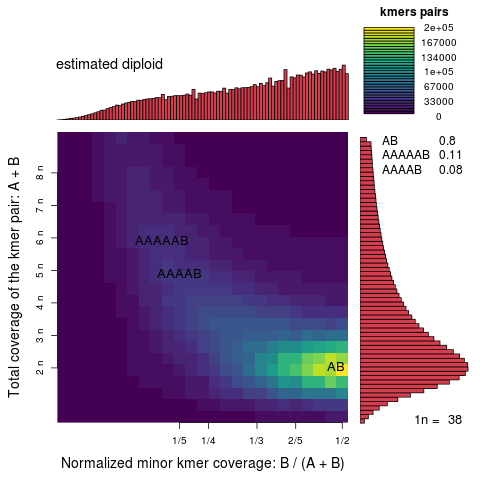 kmers pairs
2e+05
167000
134000
1e+05
67000
33000
0
estimated diploid
AB 0.8
AAAAAB 0.11
AAAAB 0.08
Total coverage of the kmer pair: A + B
8 n
7 n
6 n
5 n
4 n
3 n
2 n
AAAAAB
AAAAB
AB
1n = 38
1/5 1/4 1/3 2/5 1/2
Normalized minor kmer coverage: B / (A + B)